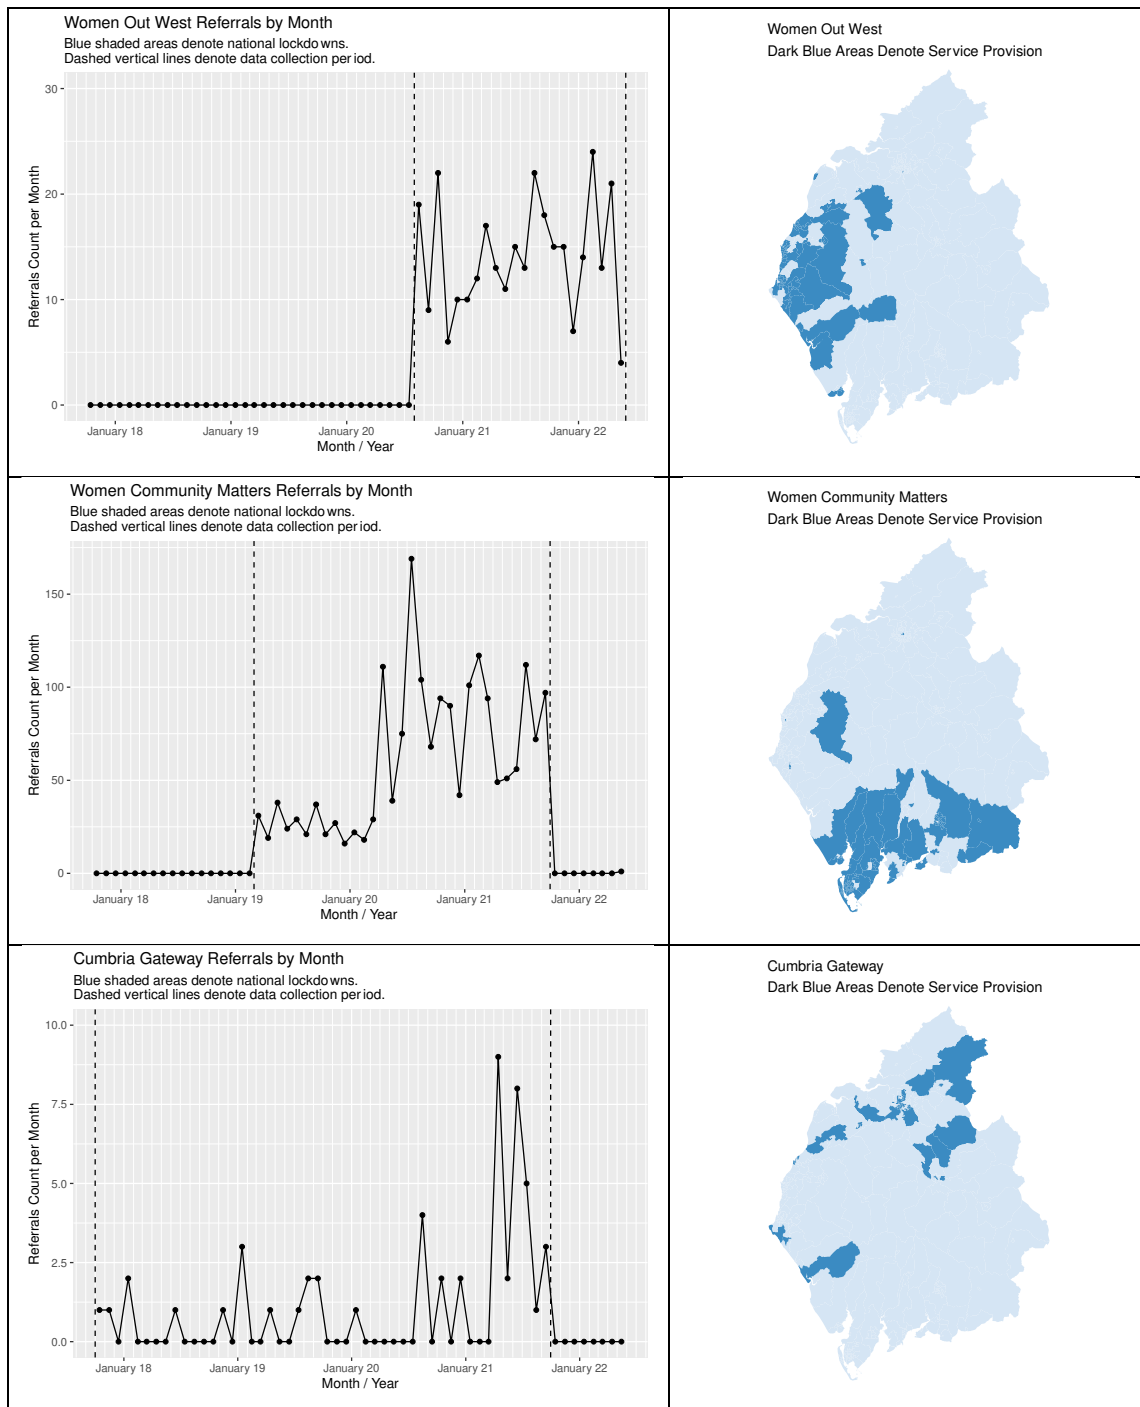 Women Out West Referrals by Month
Blue shaded areas denote national lockdowns.
Dashed vertical lines denote data collection period.
30
20
10
0
Referrals Count per Month
January 18
January 19
January 20
January 21
January 22
Month / Year
Women Out West
Dark Blue Areas Denote Service Provision
Women Community Matters Referrals by Month
Blue shaded areas denote national lockdowns.
Dashed vertical lines denote data collection period.
150
100
50
0
Referrals Count per Month
January 18
January 19
January 20
January 21
January 22
Month / Year
Women Community Matters
Dark Blue Areas Denote Service Provision
Cumbria Gateway Referrals by Month
Blue shaded areas denote national lockdowns.
Dashed vertical lines denote data collection period.
10.0
7.5
5.0
2.5
0.0
Referrals Count per Month
January 18
January 19
January 20
January 21
January 22
Month / Year
Cumbria Gateway
Dark Blue Areas Denote Service Provision